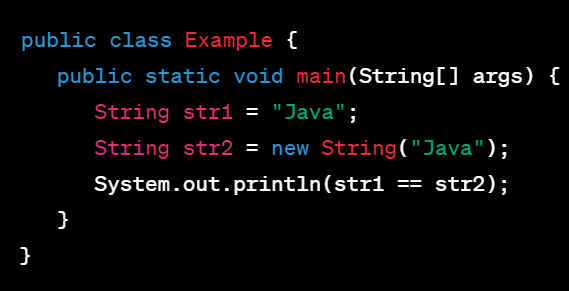 public class Example {
public static void main(String[] args) {
String str1 = "Java";
String str2 = new String("Java");
System.out.println(str1 == str2);
}
}